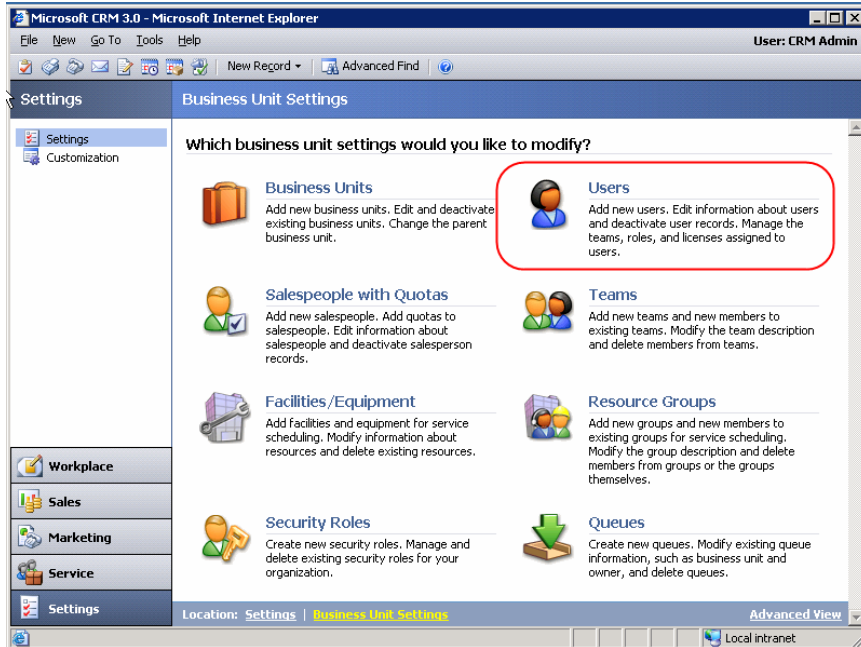 Microsoft CRM 3.0 - Microsoft Internet Explorer
File New Go To Tools Help
User: CRM Admin
New Record
Advanced Find
Settings
Business Unit Settings
Settings
Customization
Which business unit settings would you like to modify?
Business Units
Add new business units. Edit and deactivate
existing business units. Change the parent
business unit.
Users
Add new users. Edit information about users
and deactivate user records. Manage the
teams, roles, and licenses assigned to
users.
Salespeople with Quotas
Add new salespeople. Add quotas to
salespeople. Edit information about
salespeople and deactivate salesperson
records.
Teams
Add new teams and new members to
existing teams. Modify the team description
and delete members from teams.
Facilities/Equipment
Add facilities and equipment for service
scheduling. Modify information about
resources and delete existing resources.
Resource Groups
Add new groups and new members to
existing groups for service scheduling.
Modify the group description and delete
members from groups or the groups
themselves.
Security Roles
Create new security roles. Manage and
delete existing security roles for your
organization.
Queues
Create new queues. Modify existing queue
information, such as business unit and
owner, and delete queues.
Workplace
Sales
Marketing
Service
Settings
Location: Settings | Business Unit Settings
Advanced View
Local intranet